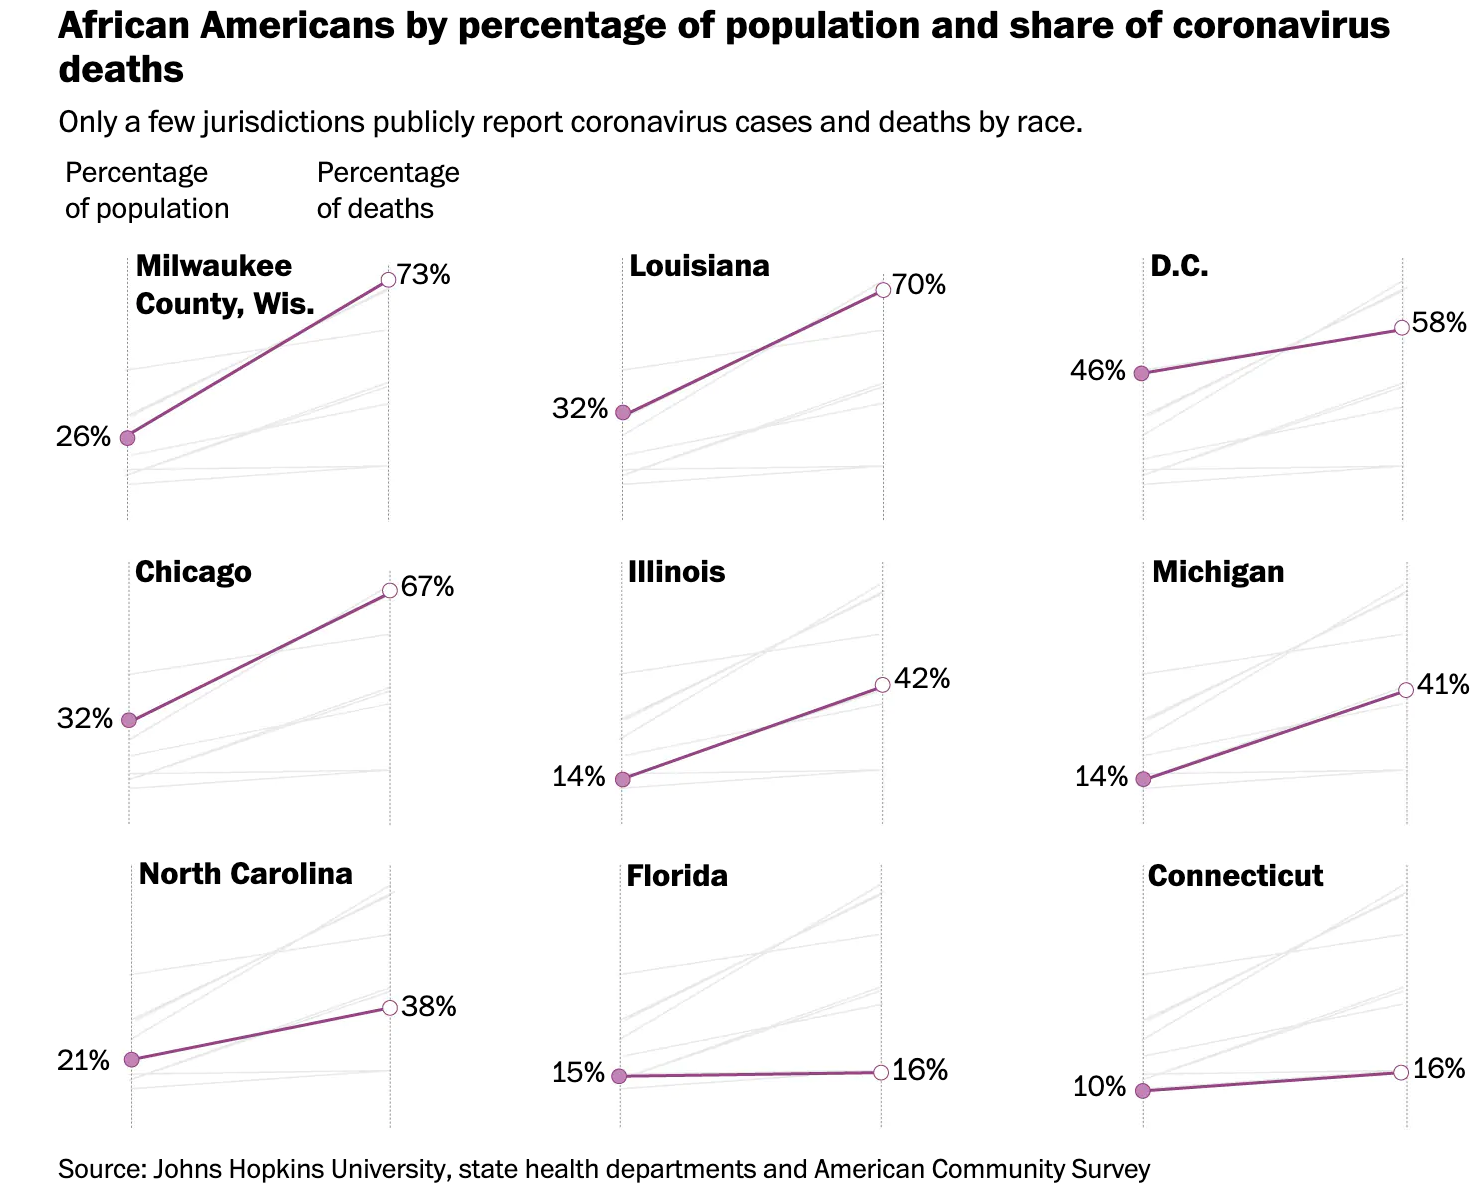 African Americans by percentage of population and share of coronavirus
deaths
Only a few jurisdictions publicly report coronavirus cases and deaths by race.
Percentage
of population
Percentage
of deaths
Milwaukee
County, Wis.
73%
26%
Louisiana
70%
32%
D.C.
58%
46%
Chicago
67%
32%
Illinois
42%
14%
Michigan
41%
14%
North Carolina
38%
21%
Florida
15%
16%
Connecticut
10%
16%
Source: Johns Hopkins University, state health departments and American Community Survey